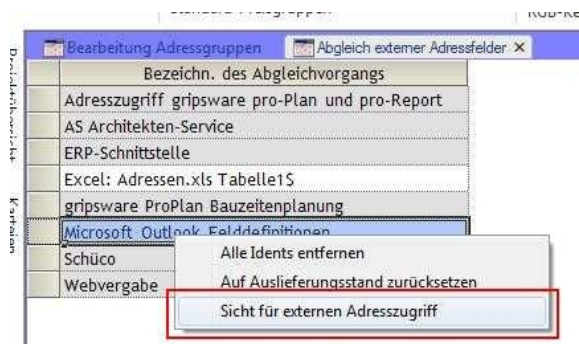 Bearbeitung Adressgruppen
Abgleich externer Adressfelder ×
Bezeichn. des Abgleichvorgangs
Adresszugriff gripsware pro-Plan und pro-Report
AS Architekten-Service
ERP-Schnittstelle
Excel: Adressen.xls Tabelle1$
gripsware ProPlan Bauzeitenplanung
Microsoft Outlook Felddefinitionen
Schüco
Webvergabe
Alle Idents entfernen
Auf Auslieferungsstand zurücksetzen
Sicht für externen Adresszugriff